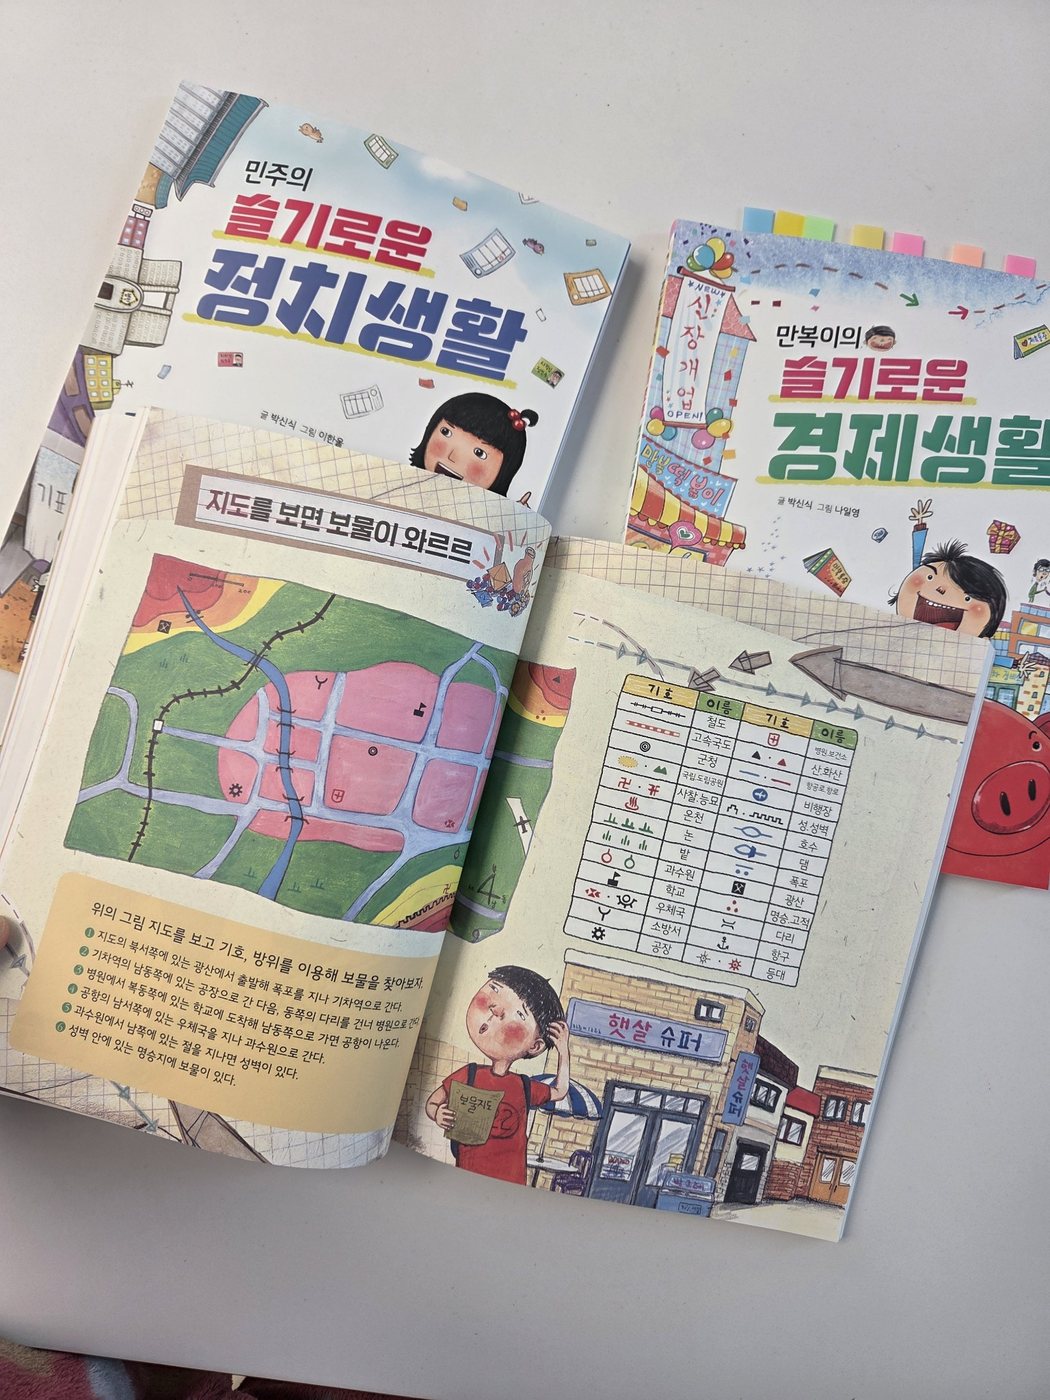 민주의
슬기로운
정치생활
글 박신식 그림 이한울
NEW
신장개업
OPEN!
만복 떡볶이
만복이의
슬기로운
경제생활
글 박신식 그림 나일영
지도를 보면 보물이 와르르
위의 그림 지도를 보고 기호, 방위를 이용해 보물을 찾아보자.
1 지도의 북서쪽에 있는 광산에서 출발해 폭포를 지나 기차역으로 간다.
2 기차역의 남동쪽에 있는 공장으로 간 다음, 동쪽의 다리를 건너 병원으로 간다.
3 병원에서 북동쪽에 있는 학교에 도착해 남동쪽으로 가면 공항이 나온다.
4 공항의 남서쪽에 있는 우체국을 지나 과수원으로 간다.
5 과수원에서 남쪽에 있는 절을 지나면 성벽이 있다.
6 성벽 안에 있는 명승지에 보물이 있다.
기호 이름 기호 이름
철도 병원.보건소
고속국도 산.화산
군청 항공로.항로
국립.도립공원 비행장
사찰.능묘 성.성벽
온천 호수
논 댐
밭 폭포
과수원 광산
학교 명승.고적
우체국 다리
소방서 항구
공장 등대
4
햇살 슈퍼
햇살슈퍼
보물지도